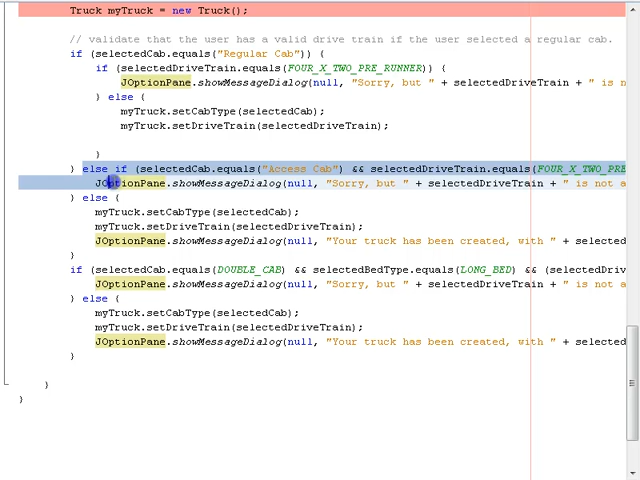 Truck myTruck = new Truck();
// validate that the user has a valid drive train if the user selected a regular cab.
if (selectedCab.equals("Regular Cab")) {
if (selectedDriveTrain.equals(FOUR_X_TWO_PRE_RUNNER)) {
JOptionPane.showMessageDialog(null, "Sorry, but " + selectedDriveTrain + " is n
} else {
myTruck.setCabType(selectedCab);
myTruck.setDriveTrain(selectedDriveTrain);
}
} else if (selectedCab.equals("Access Cab") && selectedDriveTrain.equals(FOUR_X_TWO_PRE
JOptionPane.showMessageDialog(null, "Sorry, but " + selectedDriveTrain + " is not a
} else {
myTruck.setCabType(selectedCab);
myTruck.setDriveTrain(selectedDriveTrain);
JOptionPane.showMessageDialog(null, "Your truck has been created, with " + selected
}
if (selectedCab.equals(DOUBLE_CAB) && selectedBedType.equals(LONG_BED) && (selectedDriv
JOptionPane.showMessageDialog(null, "Sorry, but " + selectedDriveTrain + " is not a
} else {
myTruck.setCabType(selectedCab);
myTruck.setDriveTrain(selectedDriveTrain);
JOptionPane.showMessageDialog(null, "Your truck has been created, with " + selected
}
}
}